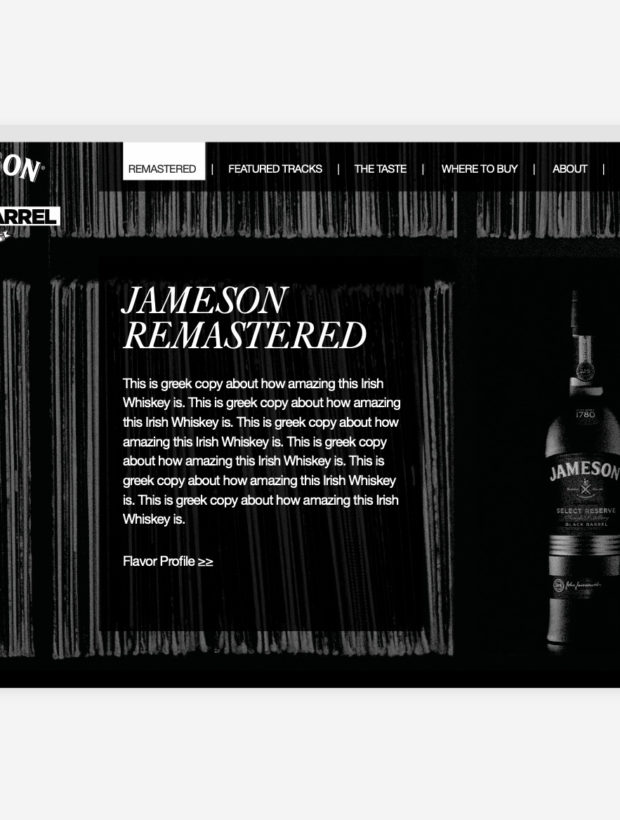 SON
ARREL
REMASTERED | FEATURED TRACKS | THE TASTE | WHERE TO BUY | ABOUT |
JAMESON
REMASTERED
This is greek copy about how amazing this Irish
Whiskey is. This is greek copy about how amazing
this Irish Whiskey is. This is greek copy about how
amazing this Irish Whiskey is. This is greek copy
about how amazing this Irish Whiskey is. This is
greek copy about how amazing this Irish Whiskey
is. This is greek copy about how amazing this Irish
Whiskey is.
Flavor Profile >>
1780
JAMESON
SELECT RESERVE
BLACK BARREL